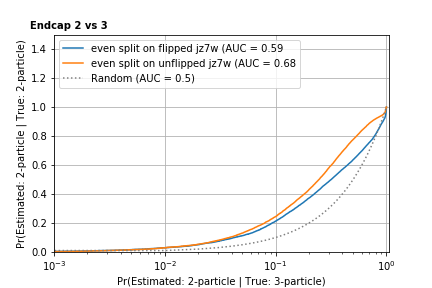 Endcap 2 vs 3
Pr(Estimated: 2-particle | True: 2-particle)
1.4
1.2
1.0
0.8
0.6
0.4
0.2
0.0
even split on flipped jz7w (AUC = 0.59
even split on unflipped jz7w (AUC = 0.68
Random (AUC = 0.5)
10⁻³ 10⁻² 10⁻¹ 10⁰
Pr(Estimated: 2-particle | True: 3-particle)